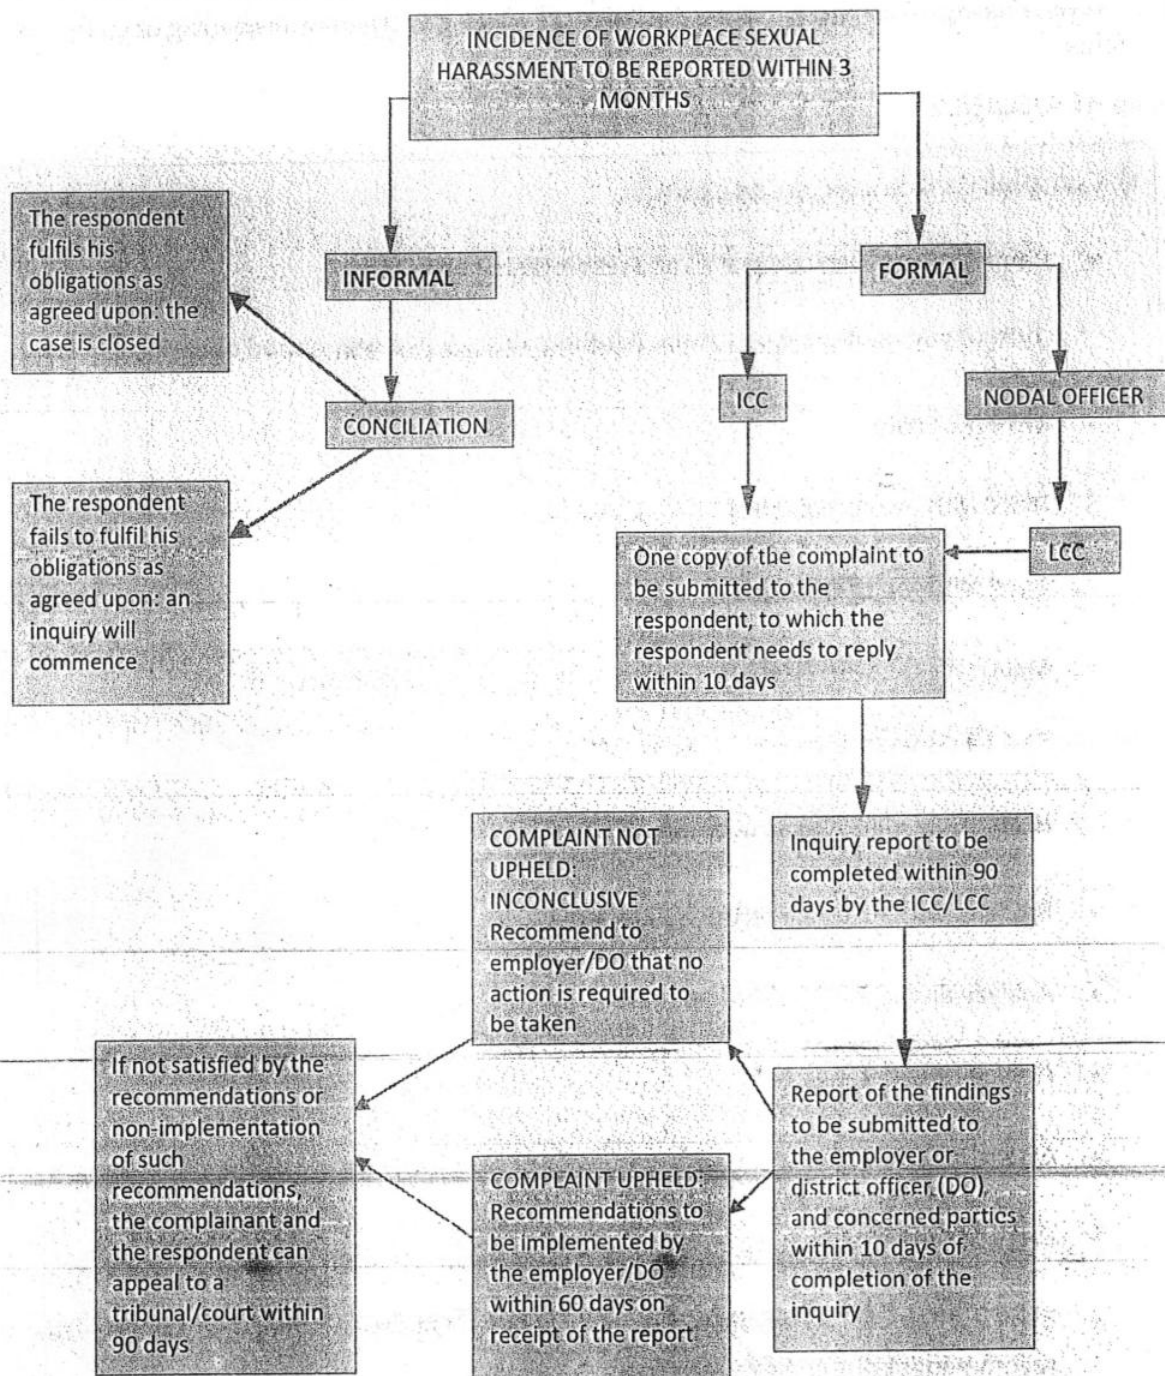 INCIDENCE OF WORKPLACE SEXUAL
HARASSMENT TO BE REPORTED WITHIN 3
MONTHS
The respondent
fulfils his
obligations as
agreed upon: the
case is closed
INFORMAL
FORMAL
CONCILIATION
ICC
NODAL OFFICER
The respondent
fails to fulfil his
obligations as
agreed upon: an
inquiry will
commence
One copy of the complaint to
be submitted to the
respondent, to which the
respondent needs to reply
within 10 days
LCC
Inquiry report to be
completed within 90
days by the ICC/LCC
COMPLAINT NOT
UPHELD:
INCONCLUSIVE
Recommend to
employer/DO that no
action is required to
be taken
Report of the findings
to be submitted to
the employer or
district officer (DO)
and concerned parties
within 10 days of
completion of the
inquiry
COMPLAINT UPHELD:
Recommendations to
be implemented by
the employer/DO
within 60 days on
receipt of the report
If not satisfied by the
recommendations or
non-implementation
of such
recommendations,
the complainant and
the respondent can
appeal to a
tribunal/court within
90 days